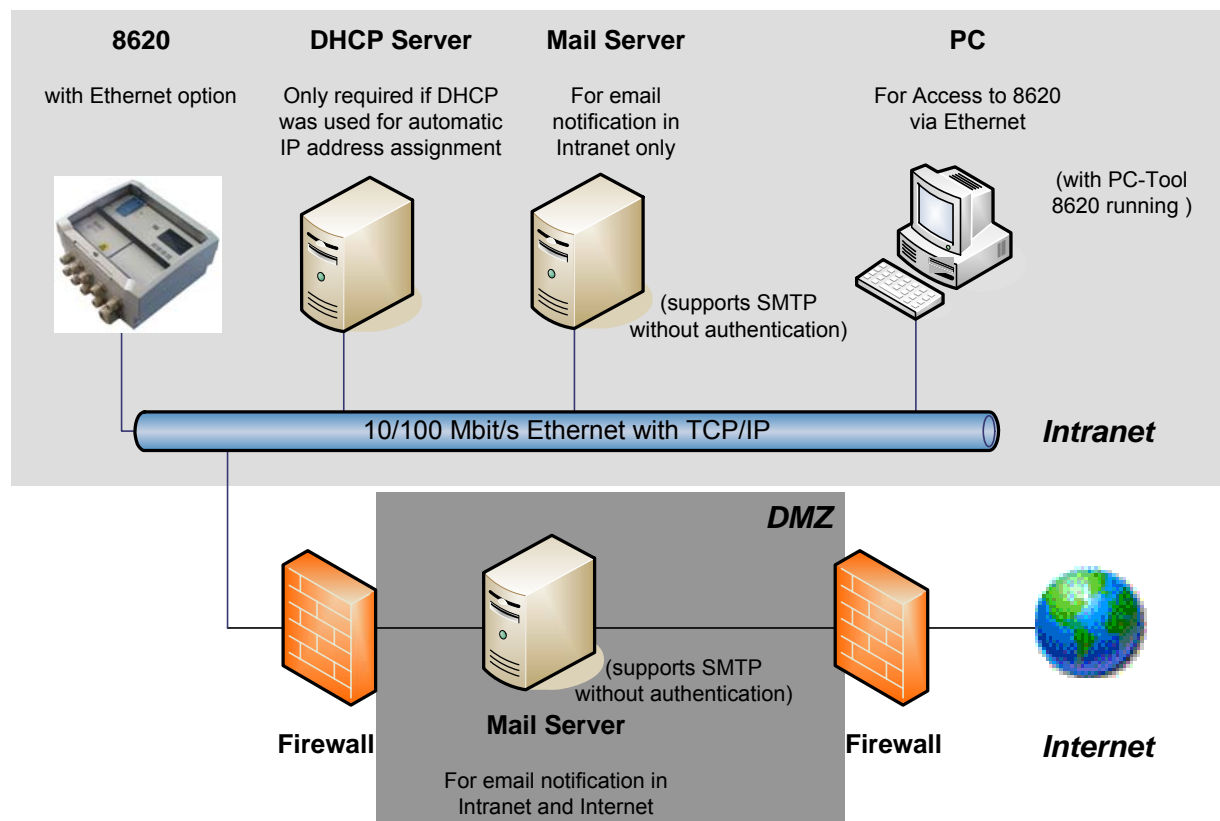 8620
with Ethernet option
DHCP Server
Only required if DHCP
was used for automatic
IP address assignment
Mail Server
For email
notification in
Intranet only
(supports SMTP
without authentication)
PC
For Access to 8620
via Ethernet
(with PC-Tool
8620 running )
10/100 Mbit/s Ethernet with TCP/IP
Intranet
DMZ
Firewall
(supports SMTP
without authentication)
Mail Server
For email notification in
Intranet and Internet
Firewall
Internet